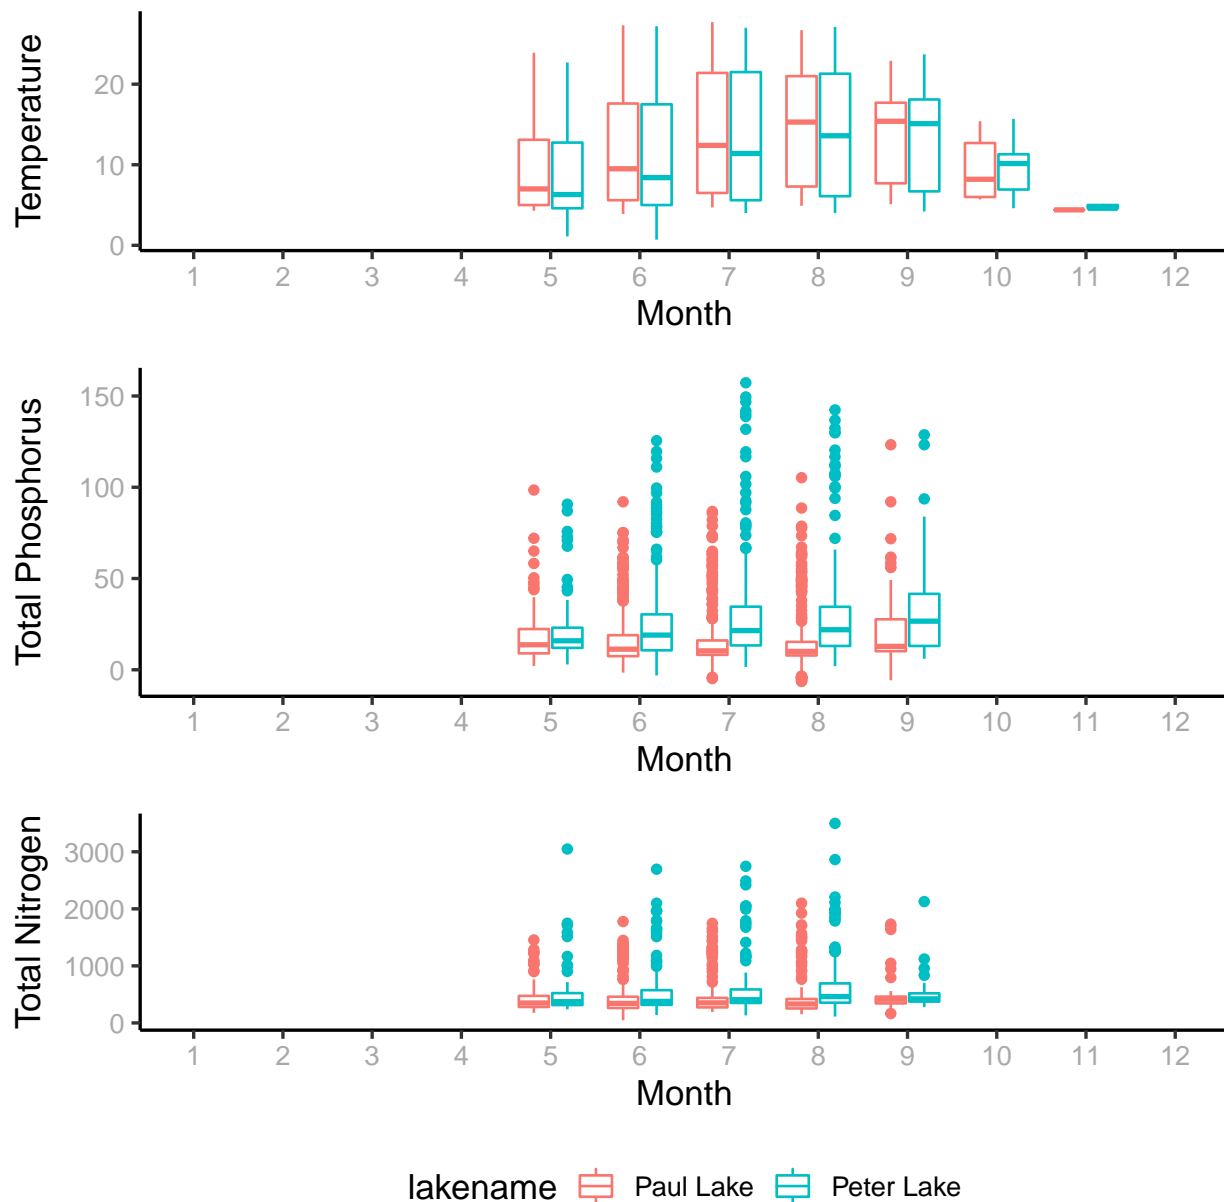 Temperature
20
10
0
1 2 3 4 5 6 7 8 9 10 11 12
Month
Total Phosphorus
150
100
50
0
1 2 3 4 5 6 7 8 9 10 11 12
Month
Total Nitrogen
3000
2000
1000
0
1 2 3 4 5 6 7 8 9 10 11 12
Month
lakename Paul Lake Peter Lake